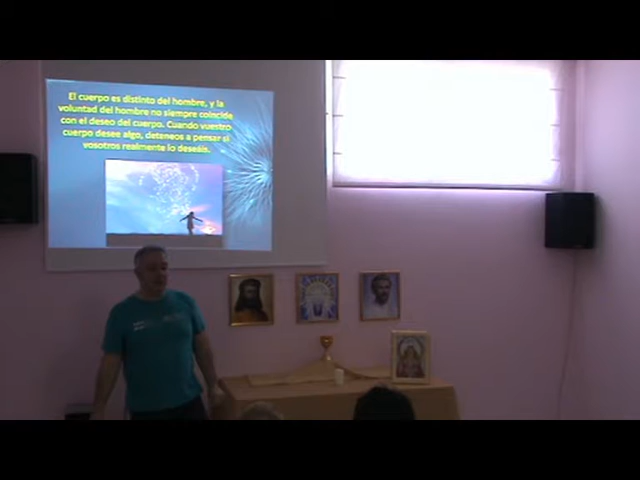 El cuerpo es distinto del hombre, y la
voluntad del hombre no siempre coincide
con el deseo del cuerpo. Cuando vuestro
cuerpo desee algo, deteneos a pensar si
vosotros realmente lo deseáis.